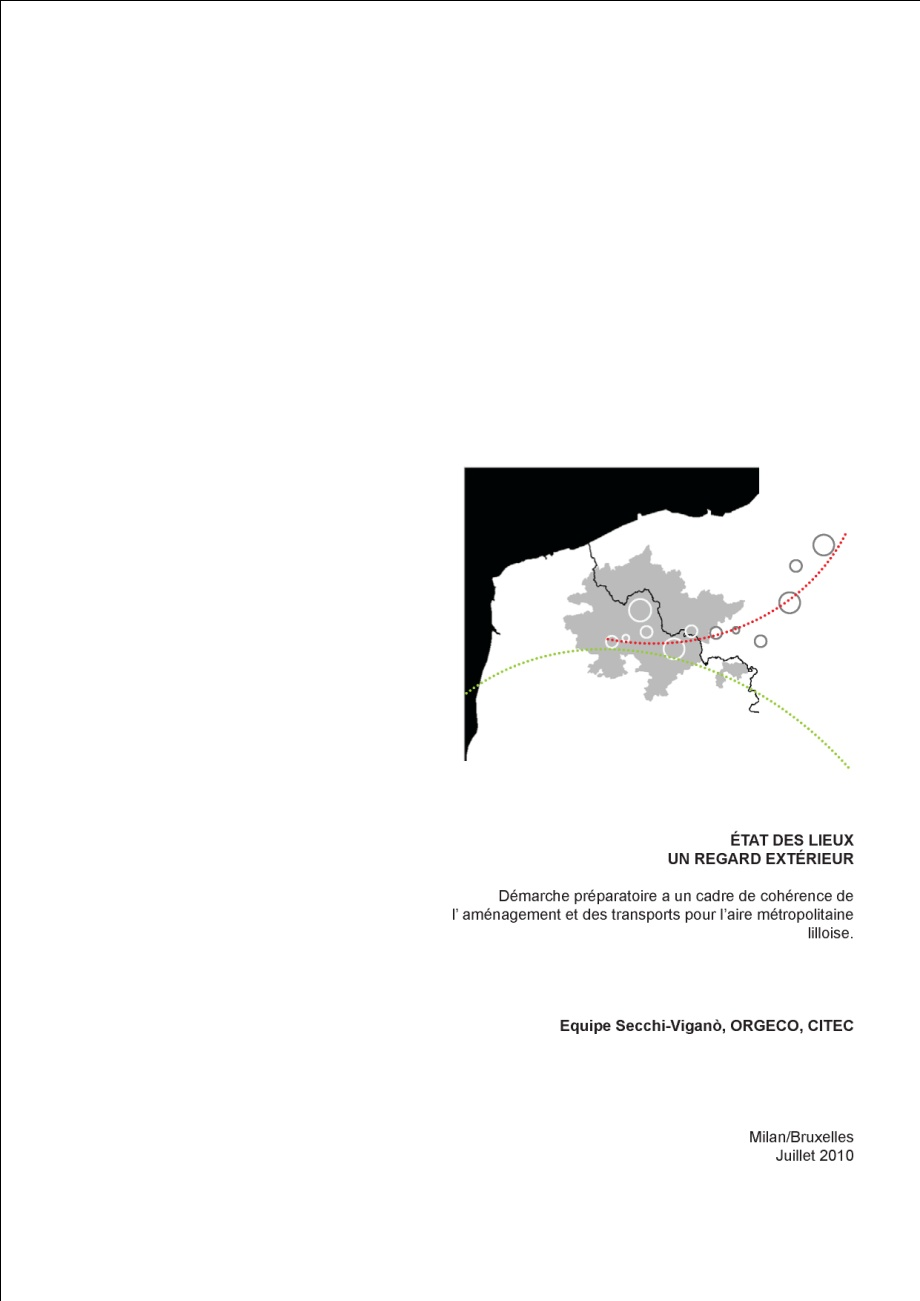 ÉTAT DES LIEUX
UN REGARD EXTÉRIEUR
Démarche préparatoire a un cadre de cohérence de
l' aménagement et des transports pour l'aire métropolitaine
lilloise.
Equipe Secchi-Viganò, ORGECO, CITEC
Milan/Bruxelles
Juillet 2010